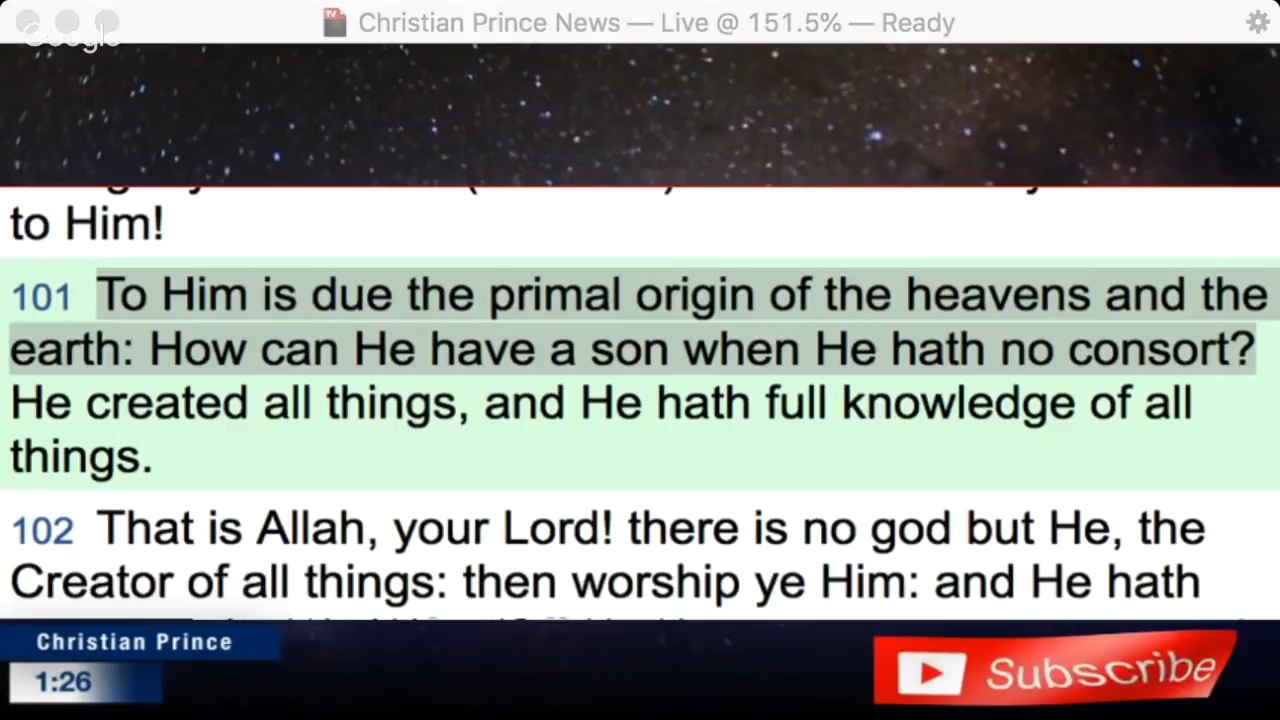 Christian Prince News — Live @ 151.5% — Ready
Google
to Him!
101 To Him is due the primal origin of the heavens and the
earth: How can He have a son when He hath no consort?
He created all things, and He hath full knowledge of all
things.
102 That is Allah, your Lord! there is no god but He, the
Creator of all things: then worship ye Him: and He hath
Christian Prince
1:26
Subscribe